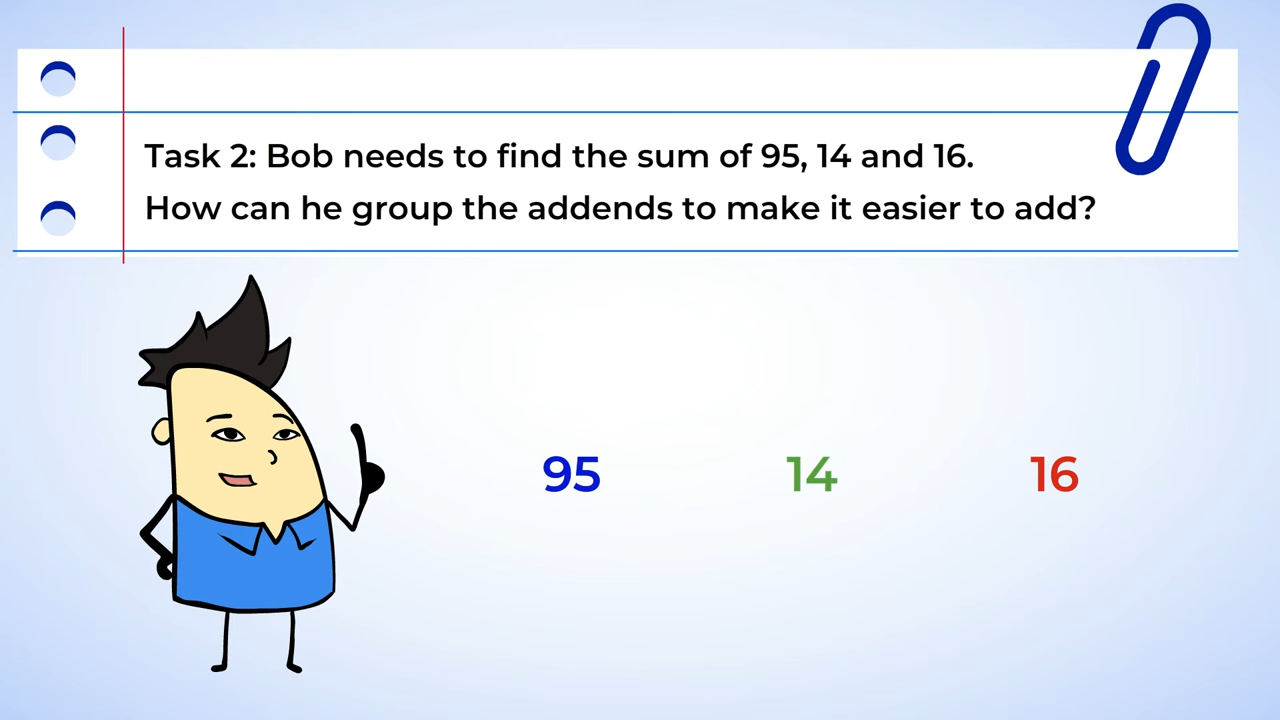 Task 2: Bob needs to find the sum of 95, 14 and 16.
How can he group the addends to make it easier to add?
95 14 16